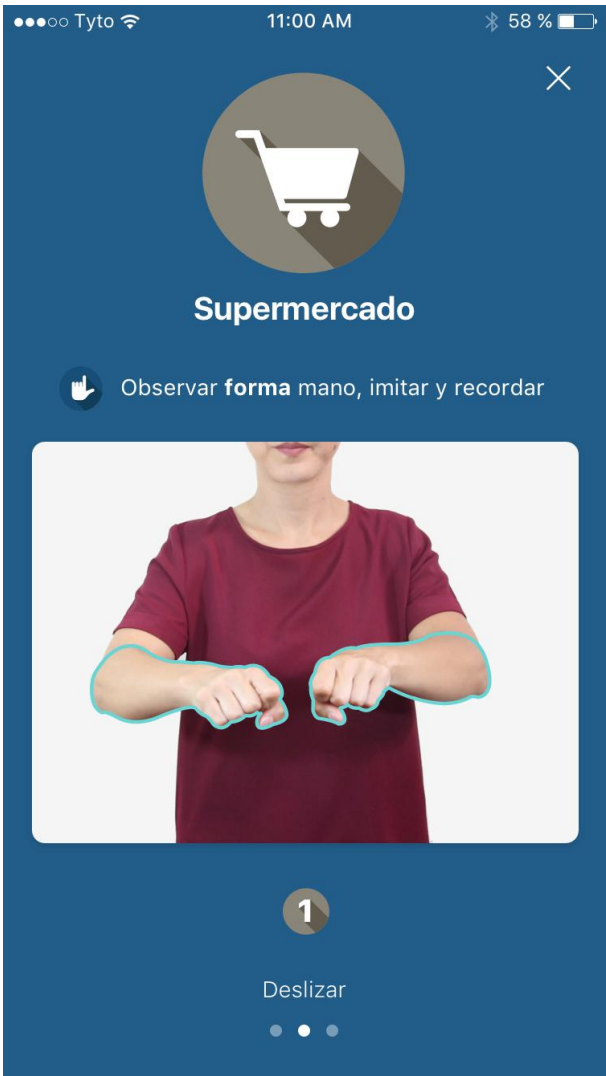 Tyto 11:00 AM 58 %
Supermercado
Observar forma mano, imitar y recordar
1
Deslizar